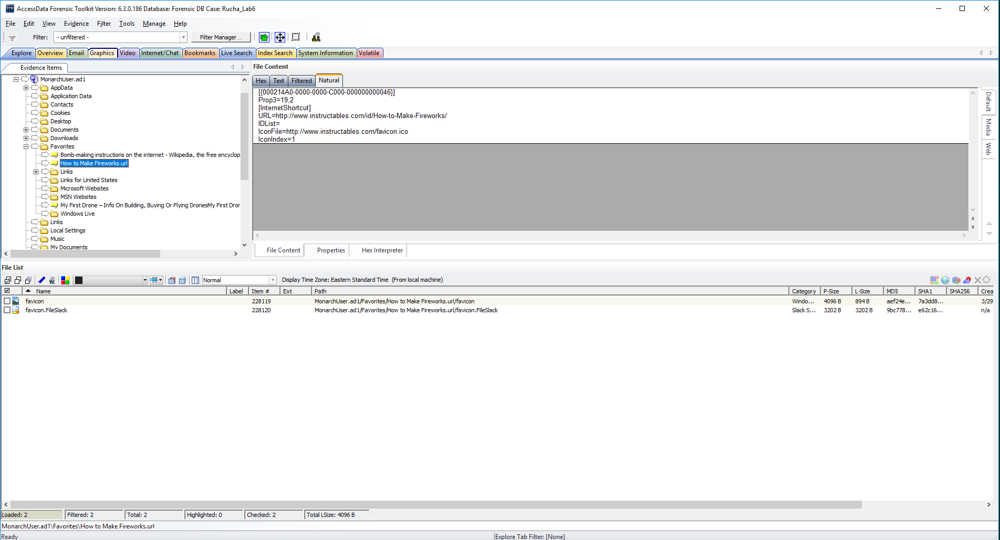 AccessData Forensic Toolkit Version: 6.3.0.186 Database: Forensic DB Case: Rucha_Lab6
File Edit View Evidence Filter Tools Manage Help
Filter: - unfiltered - Filter Manager...
Explore Overview Email Graphics Video Internet/Chat Bookmarks Live Search Index Search System Information Volatile
Evidence Items
MonarchUser.ad1
AppData
Application Data
Contacts
Cookies
Desktop
Documents
Downloads
Favorites
Bomb-making instructions on the internet - Wikipedia, the free encyclop
How to Make Fireworks.url
Links
Links for United States
Microsoft Websites
MSN Websites
My First Drone – Info On Building, Buying Or Flying DronesMy First Dror
Windows Live
Links
Local Settings
Music
My Documents
File Content
Hex Text Filtered Natural
[{000214A0-0000-0000-C000-000000000046}]
Prop3=19,2
[InternetShortcut]
URL=http://www.instructables.com/id/How-to-Make-Fireworks/
IDList=
IconFile=http://www.instructables.com/favicon.ico
IconIndex=1
Default
Media
Web
File Content Properties Hex Interpreter
File List
Normal Display Time Zone: Eastern Standard Time (From local machine)
Name Label Item # Ext Path Category P-Size L-Size MD5 SHA1 SHA256 Crea
favicon 228119 MonarchUser.ad1/Favorites/How to Make Fireworks.url/favicon Windo... 4096 B 894 B aef24e... 7a3dd8... 3/29
favicon.FileSlack 228120 MonarchUser.ad1/Favorites/How to Make Fireworks.url/favicon.FileSlack Slack S... 3202 B 3202 B 9bc778... e62c16... n/a
Loaded: 2 Filtered: 2 Total: 2 Highlighted: 0 Checked: 2 Total LSize: 4096 B
MonarchUser.ad1\Favorites\How to Make Fireworks.url
Ready Explore Tab Filter: [None]